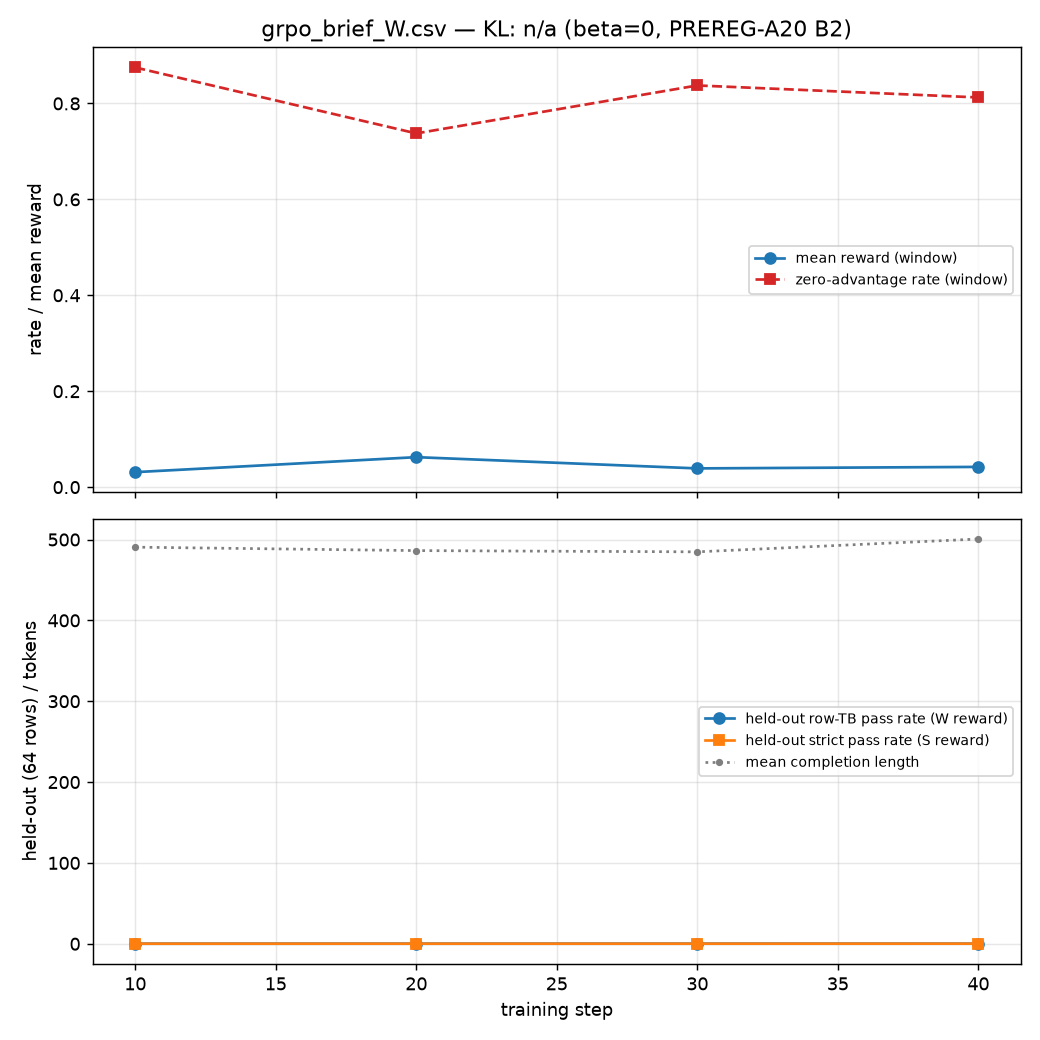 grpo_brief_W.csv — KL: n/a (beta=0, PREREG-A20 B2)
rate / mean reward
0.8
0.6
0.4
0.2
0.0
mean reward (window)
zero-advantage rate (window)
held-out (64 rows) / tokens
500
400
300
200
100
0
held-out row-TB pass rate (W reward)
held-out strict pass rate (S reward)
mean completion length
10 15 20 25 30 35 40
training step